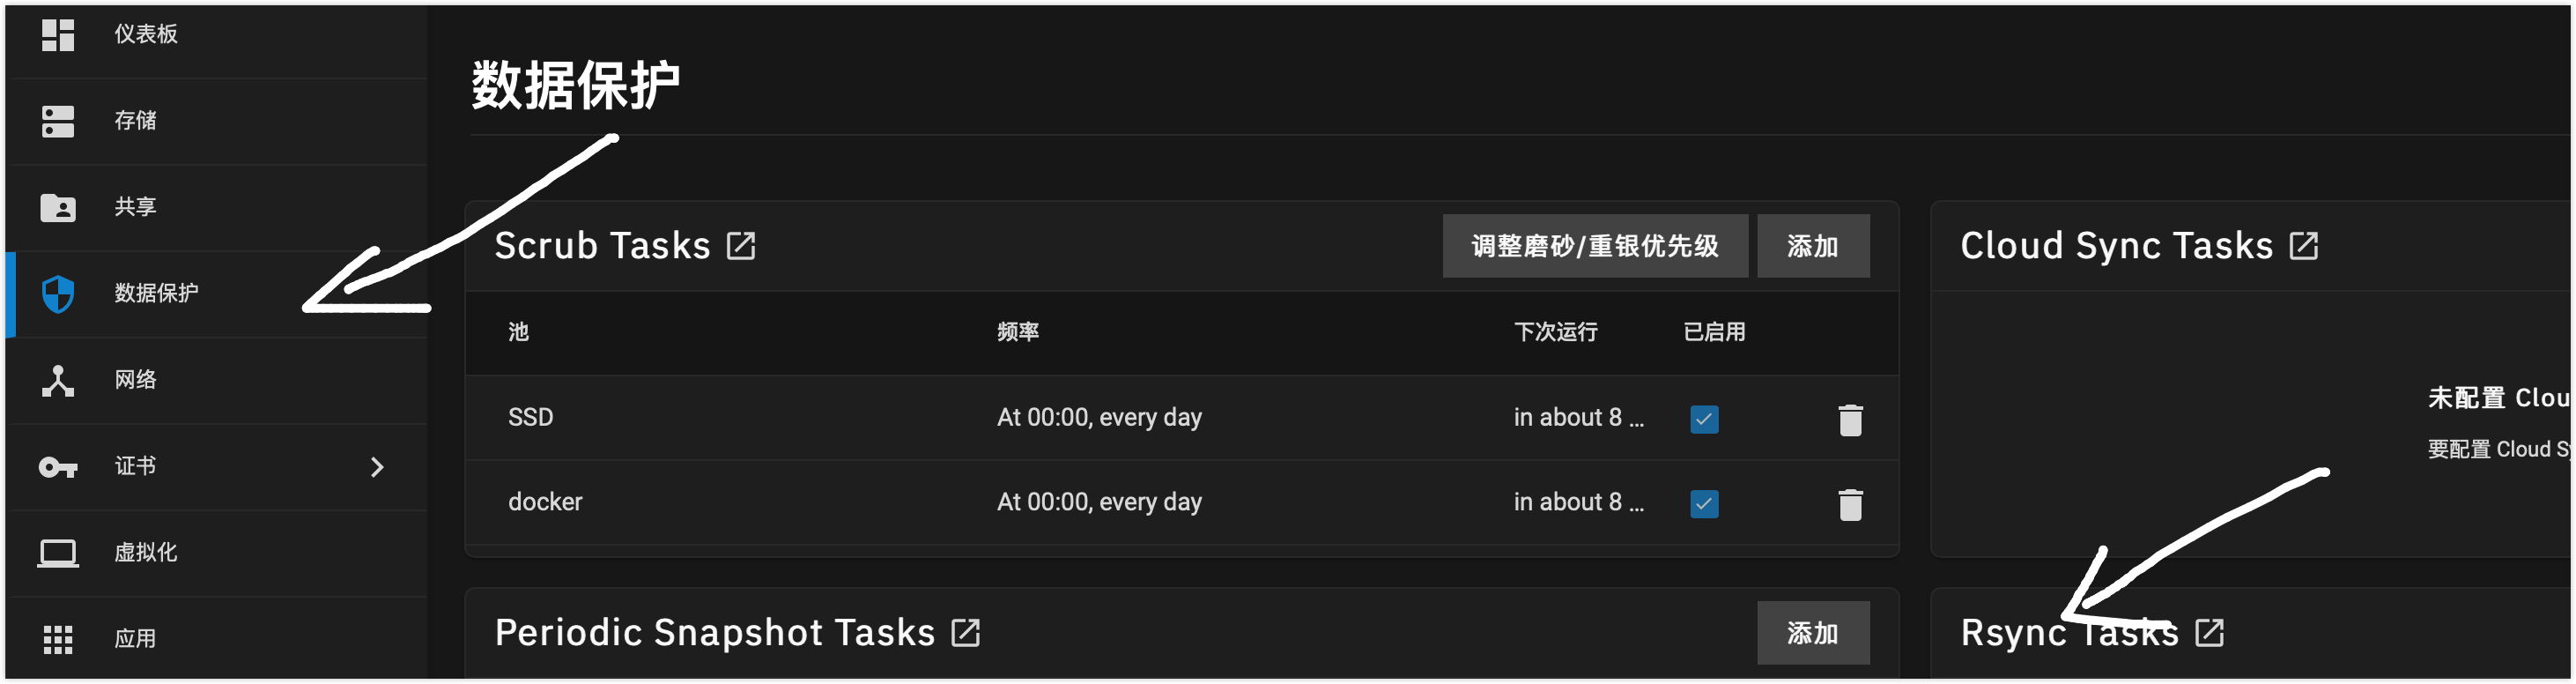 仪表板
存储
共享
数据保护
网络
证书
虚拟化
应用
数据保护
Scrub Tasks
调整磨砂/重银优先级 添加
池 频率 下次运行 已启用
SSD At 00:00, every day in about 8 ...
docker At 00:00, every day in about 8 ...
Cloud Sync Tasks
未配置 Clou
要配置 Cloud Sy
Periodic Snapshot Tasks 添加
Rsync Tasks